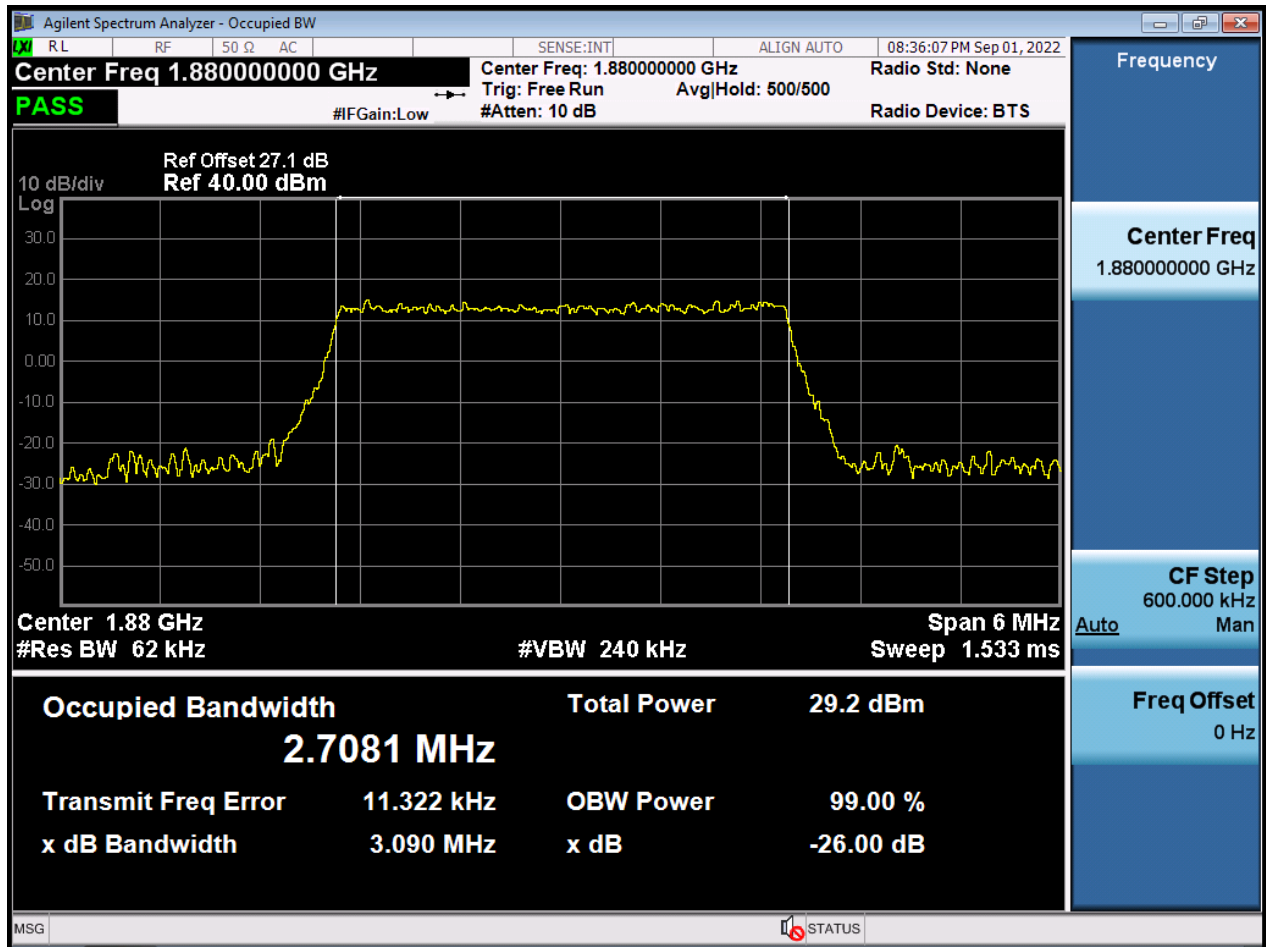 Agilent Spectrum Analyzer - Occupied BW
LXI RL RF 50 Ω AC SENSE:INT ALIGN AUTO 08:36:07 PM Sep 01, 2022
Center Freq 1.880000000 GHz
Center Freq: 1.880000000 GHz
Radio Std: None
Trig: Free Run Avg|Hold: 500/500
PASS
#IFGain:Low
#Atten: 10 dB
Radio Device: BTS
Ref Offset 27.1 dB
10 dB/div Ref 40.00 dBm
Log
30.0
20.0
10.0
0.00
-10.0
-20.0
-30.0
-40.0
-50.0
Center 1.88 GHz Span 6 MHz
#Res BW 62 kHz #VBW 240 kHz Sweep 1.533 ms
Occupied Bandwidth Total Power 29.2 dBm
2.7081 MHz
Transmit Freq Error 11.322 kHz OBW Power 99.00 %
x dB Bandwidth 3.090 MHz x dB -26.00 dB
Frequency
Center Freq
1.880000000 GHz
CF Step
600.000 kHz
Auto Man
Freq Offset
0 Hz
MSG STATUS